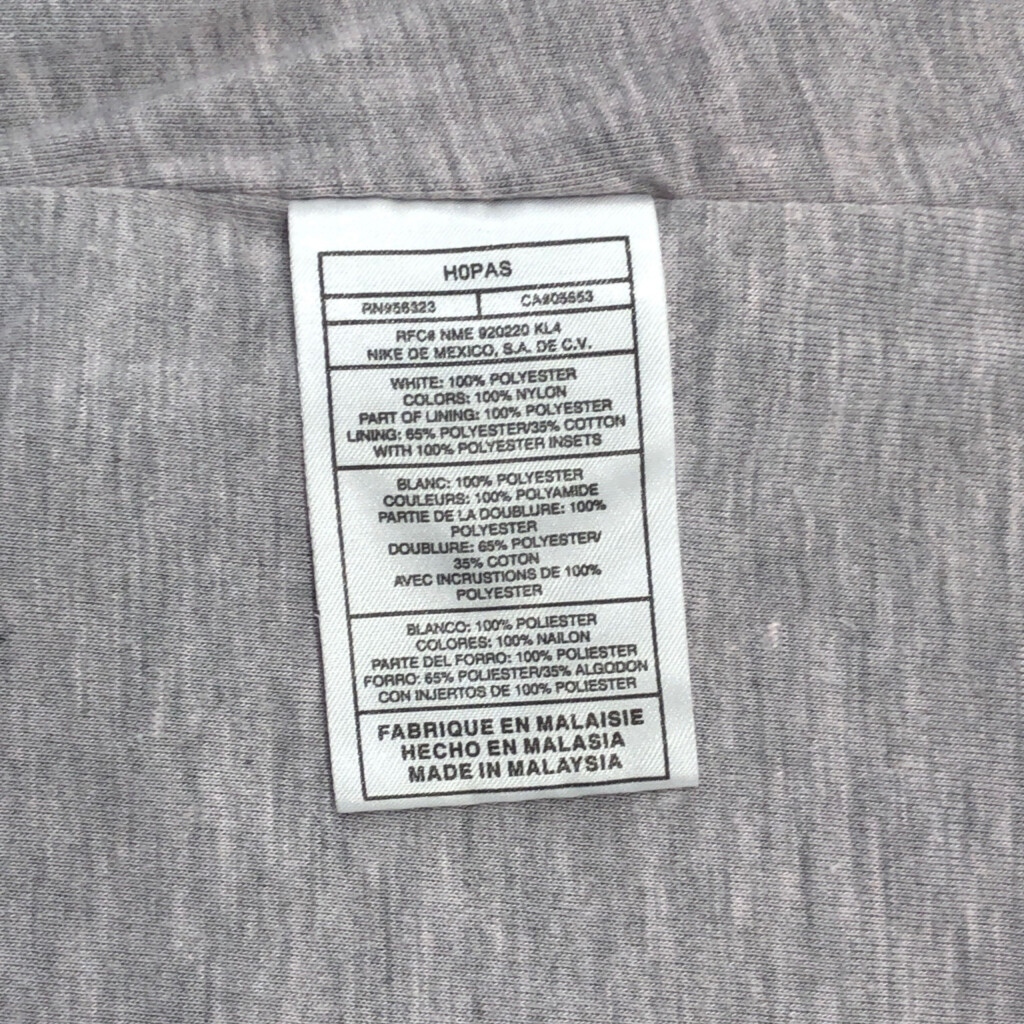 H0PAS
RN956323 CA#05553
RFC# NME 920220 KL4
NIKE DE MEXICO, S.A. DE C.V.
WHITE: 100% POLYESTER
COLORS: 100% NYLON
PART OF LINING: 100% POLYESTER
LINING: 65% POLYESTER/35% COTTON
WITH 100% POLYESTER INSETS
BLANC: 100% POLYESTER
COULEURS: 100% POLYAMIDE
PARTIE DE LA DOUBLURE: 100%
POLYESTER
DOUBLURE: 65% POLYESTER/
35% COTON
AVEC INCRUSTIONS DE 100%
POLYESTER
BLANCO: 100% POLIESTER
COLORES: 100% NAILON
PARTE DEL FORRO: 100% POLIESTER
FORRO: 65% POLIESTER/35% ALGODON
CON INJERTOS DE 100% POLIESTER
FABRIQUE EN MALAISIE
HECHO EN MALASIA
MADE IN MALAYSIA